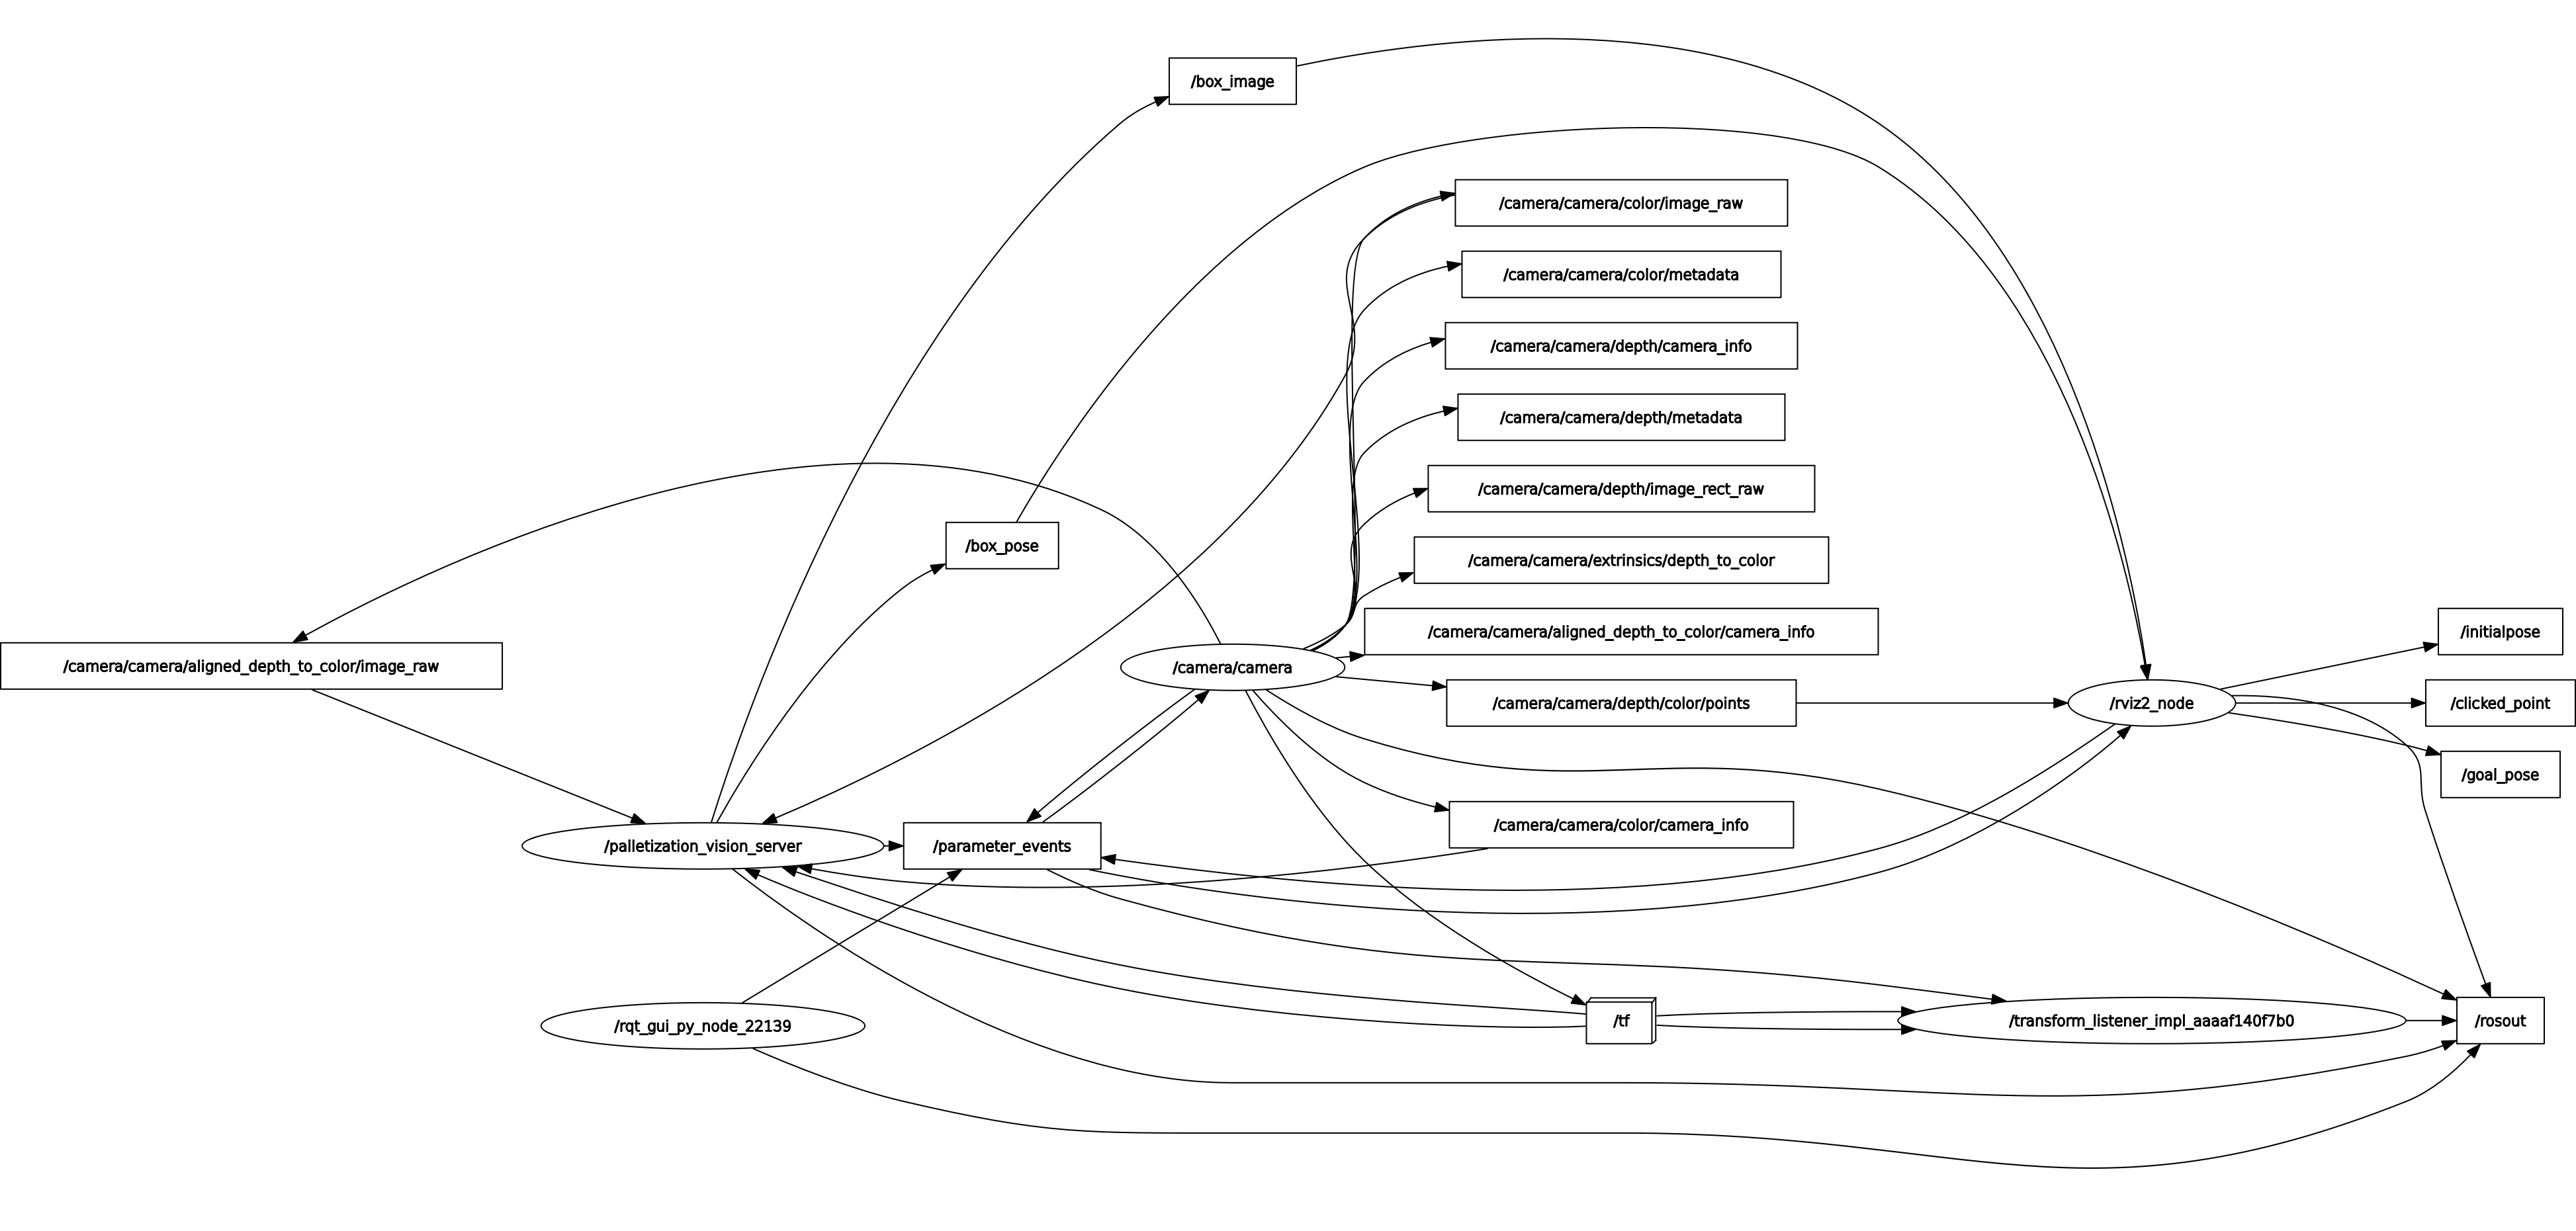 /box_image
/camera/camera/color/image_raw
/camera/camera/color/metadata
/camera/camera/depth/camera_info
/camera/camera/depth/metadata
/camera/camera/depth/image_rect_raw
/box_pose
/camera/camera/extrinsics/depth_to_color
/camera/camera/aligned_depth_to_color/camera_info
/initialpose
/camera/camera/aligned_depth_to_color/image_raw
/camera/camera
/camera/camera/depth/color/points
/rviz2_node
/clicked_point
/goal_pose
/camera/camera/color/camera_info
/palletization_vision_server
/parameter_events
/rqt_gui_py_node_22139
/tf
/transform_listener_impl_aaaaf140f7b0
/rosout